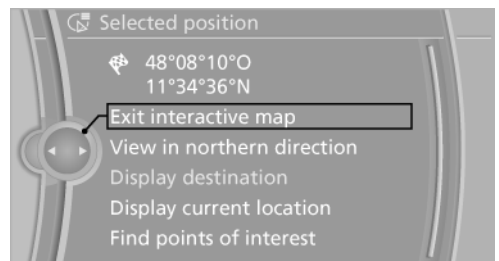 Selected position
48°08'10"O
11°34'36"N
Exit interactive map
View in northern direction
Display destination
Display current location
Find points of interest